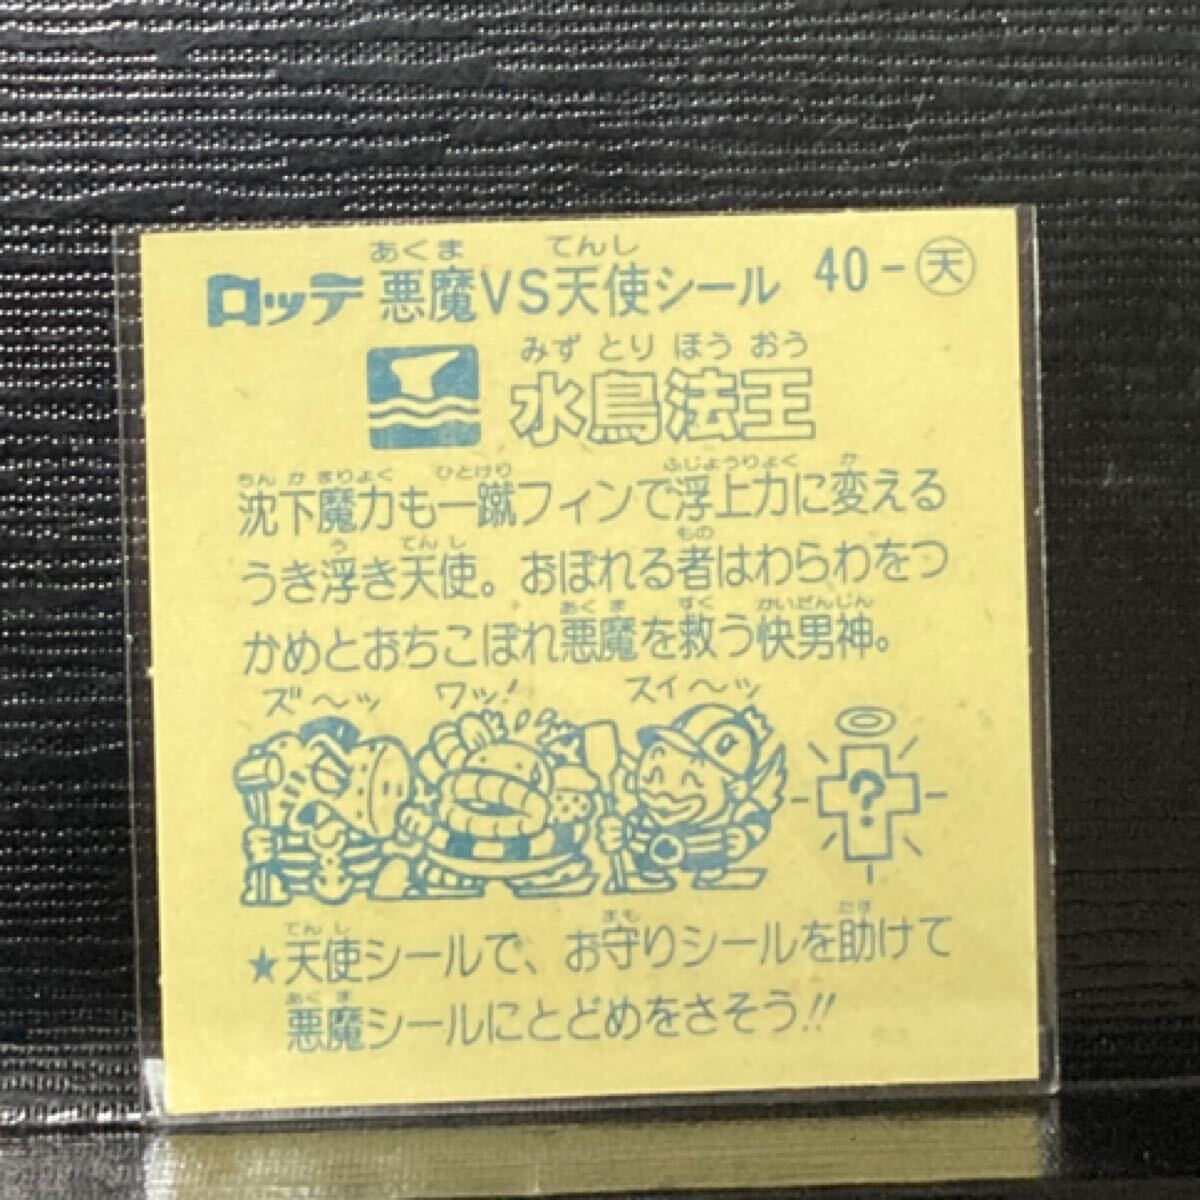 あくま てんし
ロッテ 悪魔VS天使シール 40-天
みず とり ほう おう
水鳥法王
ちん か まりょく ひとけり ふじょうりょく か
沈下魔力も一蹴フィンで浮上力に変える
う てんし もの
うき浮き天使。おぼれる者はわらわをつ
あくま すく かいだんじん
かめとおちこぼれ悪魔を救う快男神。
ズ〜ッ ワッ! スイ〜ッ
?
てんし まも たす
★天使シールで、お守りシールを助けて
あくま
悪魔シールにとどめをさそう!!